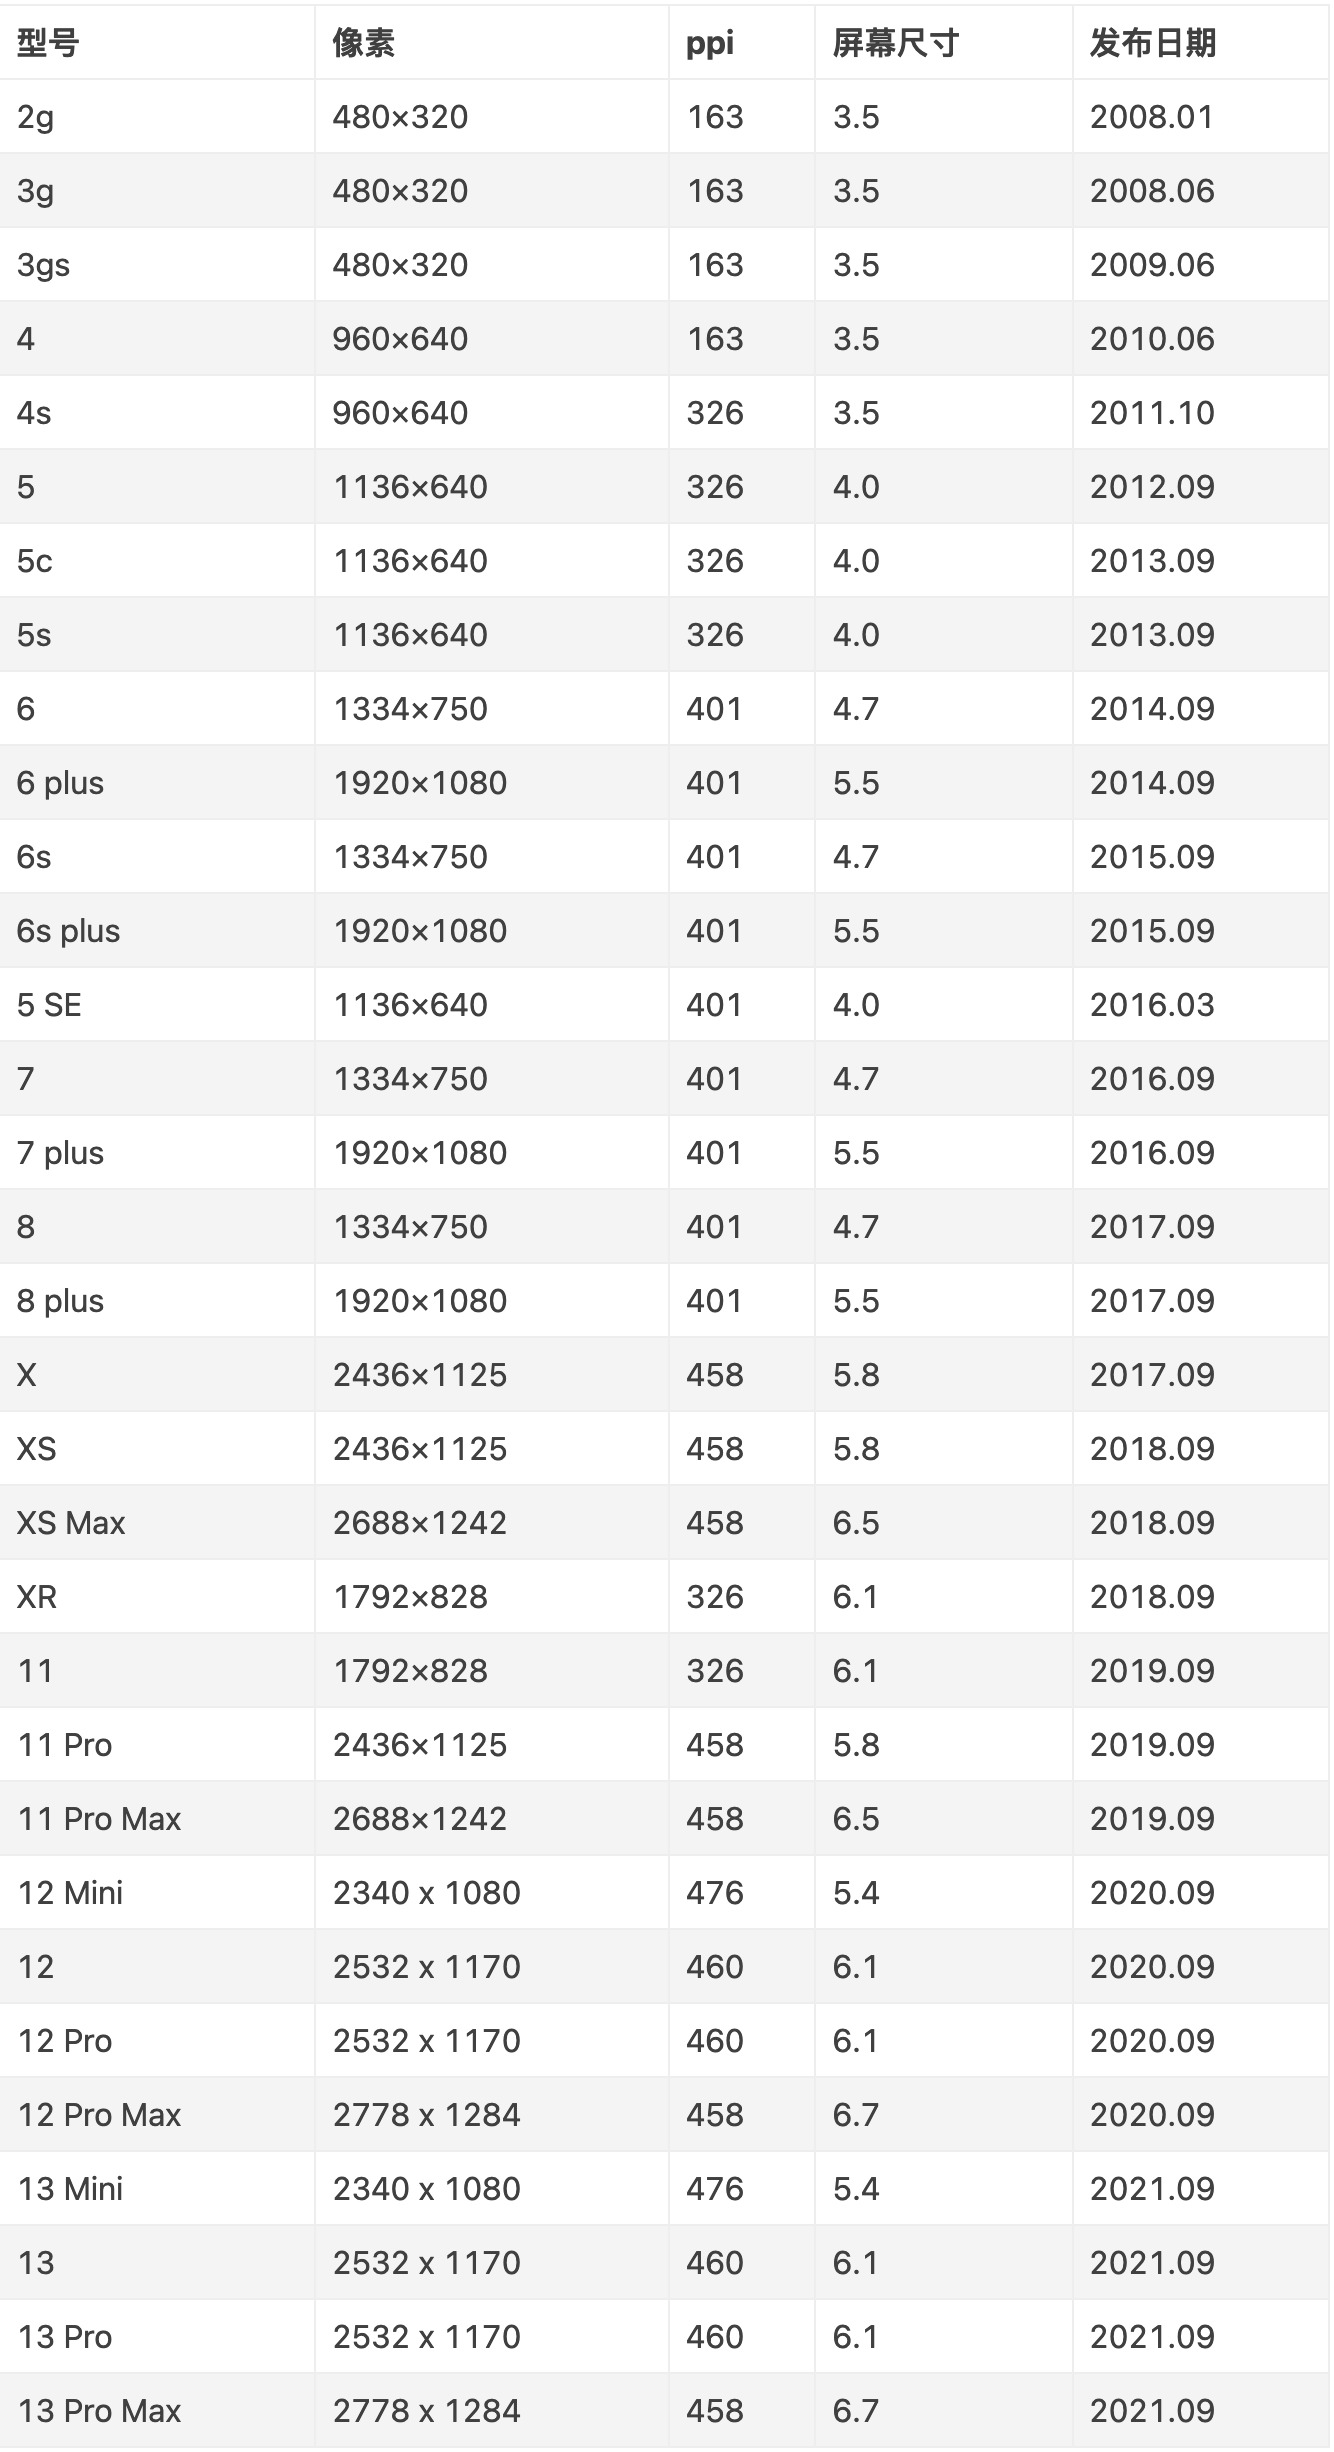 型号 像素 ppi 屏幕尺寸 发布日期
2g 480×320 163 3.5 2008.01
3g 480×320 163 3.5 2008.06
3gs 480×320 163 3.5 2009.06
4 960×640 163 3.5 2010.06
4s 960×640 326 3.5 2011.10
5 1136×640 326 4.0 2012.09
5c 1136×640 326 4.0 2013.09
5s 1136×640 326 4.0 2013.09
6 1334×750 401 4.7 2014.09
6 plus 1920×1080 401 5.5 2014.09
6s 1334×750 401 4.7 2015.09
6s plus 1920×1080 401 5.5 2015.09
5 SE 1136×640 401 4.0 2016.03
7 1334×750 401 4.7 2016.09
7 plus 1920×1080 401 5.5 2016.09
8 1334×750 401 4.7 2017.09
8 plus 1920×1080 401 5.5 2017.09
X 2436×1125 458 5.8 2017.09
XS 2436×1125 458 5.8 2018.09
XS Max 2688×1242 458 6.5 2018.09
XR 1792×828 326 6.1 2018.09
11 1792×828 326 6.1 2019.09
11 Pro 2436×1125 458 5.8 2019.09
11 Pro Max 2688×1242 458 6.5 2019.09
12 Mini 2340 x 1080 476 5.4 2020.09
12 2532 x 1170 460 6.1 2020.09
12 Pro 2532 x 1170 460 6.1 2020.09
12 Pro Max 2778 x 1284 458 6.7 2020.09
13 Mini 2340 x 1080 476 5.4 2021.09
13 2532 x 1170 460 6.1 2021.09
13 Pro 2532 x 1170 460 6.1 2021.09
13 Pro Max 2778 x 1284 458 6.7 2021.09